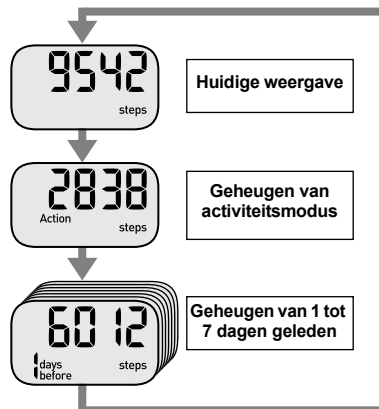 9542
steps
Huidige weergave
2838
Action
steps
Geheugen van
activiteitsmodus
6012
1 days
before
steps
Geheugen van 1 tot
7 dagen geleden